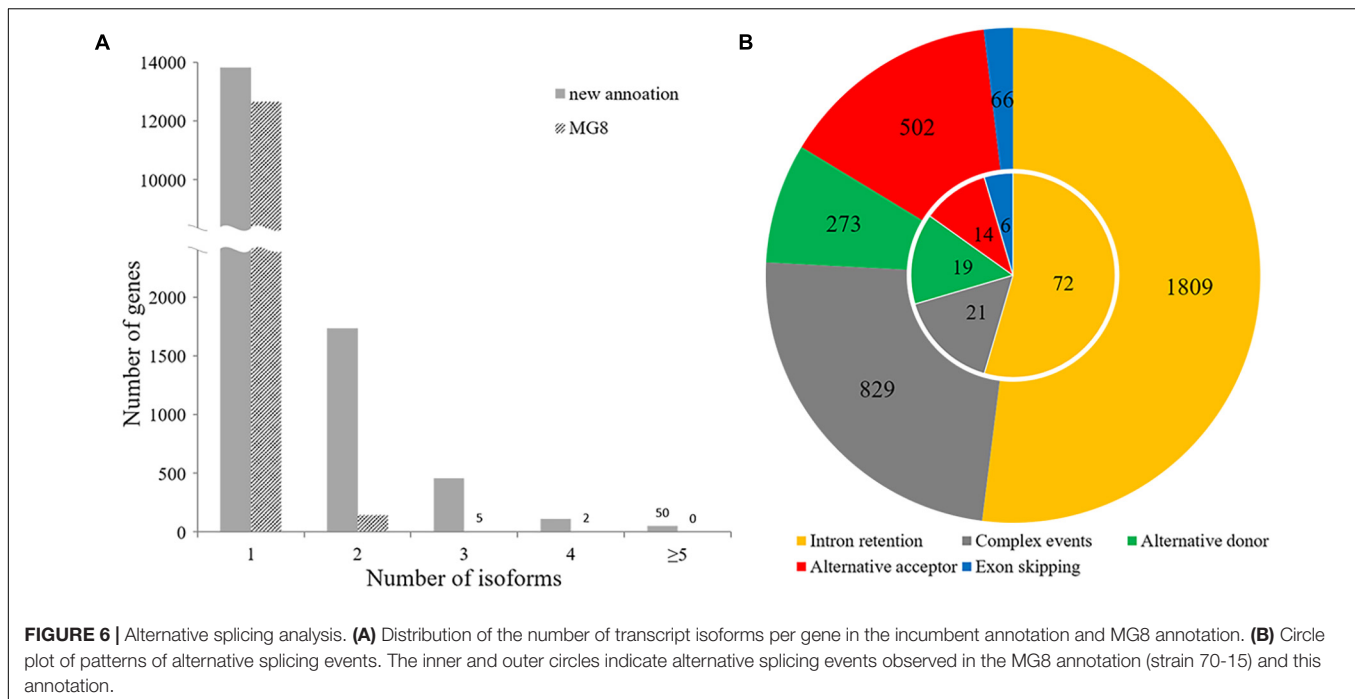 A
14000
12000
10000
2000
1500
1000
500
0
Number of genes
new annoation
MG8
5
2
50
0
1
2
3
4
≥5
Number of isoforms
B
66
502
273
829
1809
6
14
19
21
72
Intron retention
Complex events
Alternative donor
Alternative acceptor
Exon skipping
FIGURE 6 | Alternative splicing analysis. (A) Distribution of the number of transcript isoforms per gene in the incumbent annotation and MG8 annotation. (B) Circle
plot of patterns of alternative splicing events. The inner and outer circles indicate alternative splicing events observed in the MG8 annotation (strain 70-15) and this
annotation.